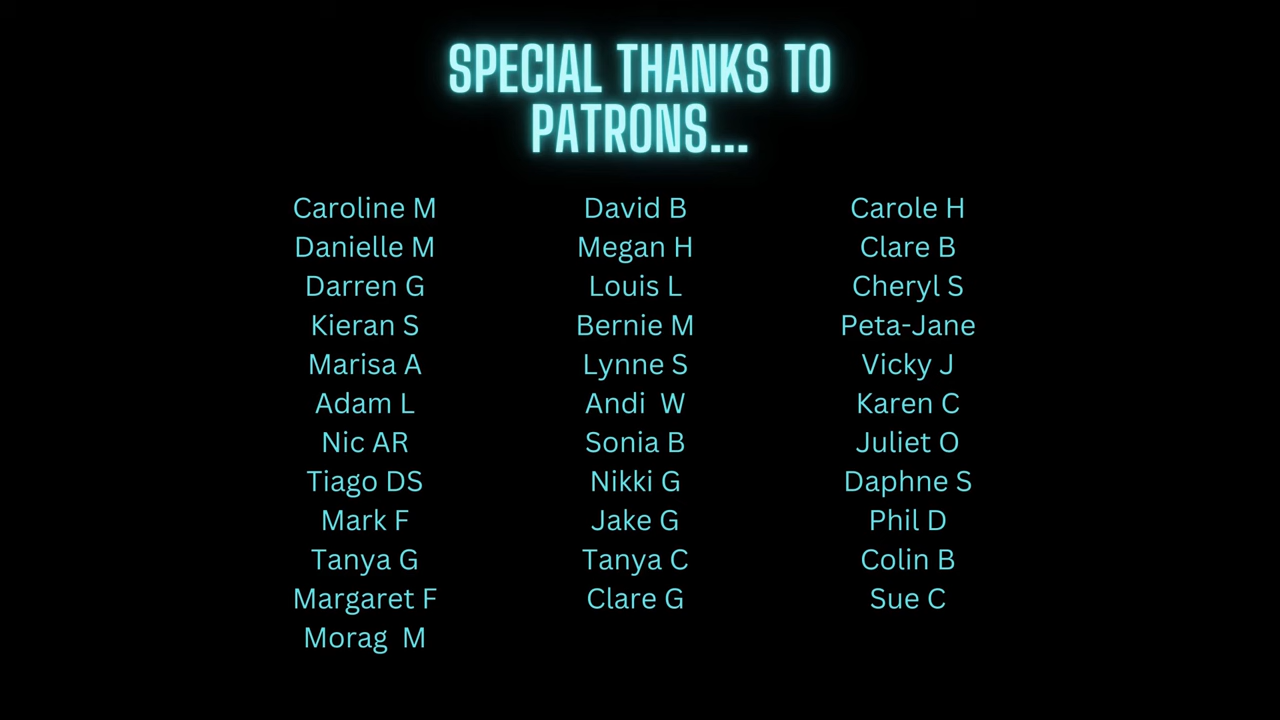 SPECIAL THANKS TO
PATRONS...
Caroline M
Danielle M
Darren G
Kieran S
Marisa A
Adam L
Nic AR
Tiago DS
Mark F
Tanya G
Margaret F
Morag  M
David B
Megan H
Louis L
Bernie M
Lynne S
Andi  W
Sonia B
Nikki G
Jake G
Tanya C
Clare G
Carole H
Clare B
Cheryl S
Peta-Jane
Vicky J
Karen C
Juliet O
Daphne S
Phil D
Colin B
Sue C